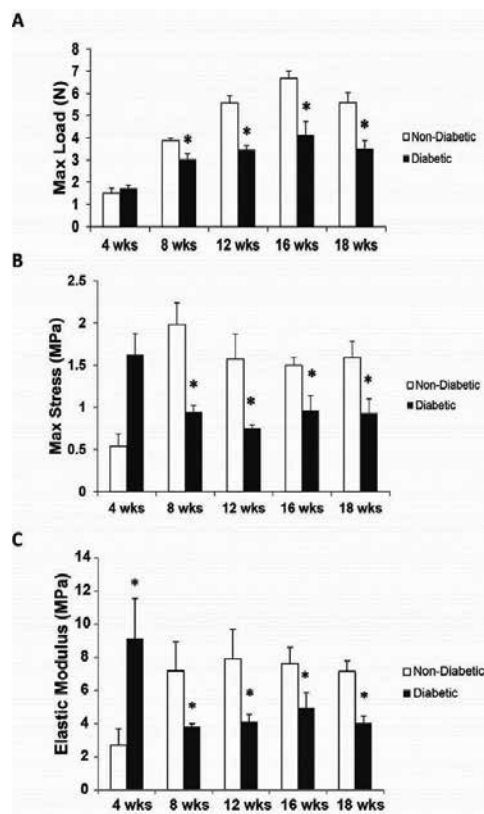 A
Max Load (N)
8
7
6
5
4
3
2
1
0
* * * *
4 wks 8 wks 12 wks 16 wks 18 wks
Non-Diabetic
Diabetic
B
Max Stress (MPa)
2.5
2
1.5
1
0.5
0
* * * *
4 wks 8 wks 12 wks 16 wks 18 wks
Non-Diabetic
Diabetic
C
Elastic Modulus (MPa)
14
12
10
8
6
4
2
0
* * * * *
4 wks 8 wks 12 wks 16 wks 18 wks
Non-Diabetic
Diabetic